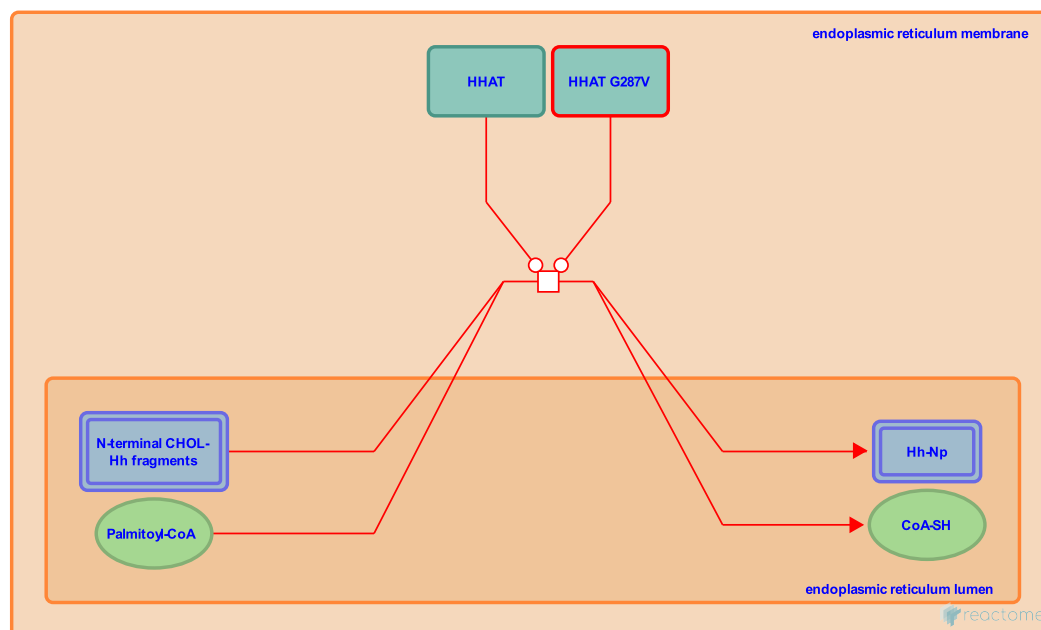 endoplasmic reticulum membrane
HHAT
HHAT G287V
N-terminal CHOL-
Hh fragments
Hh-Np
Palmitoyl-CoA
CoA-SH
endoplasmic reticulum lumen
reactome